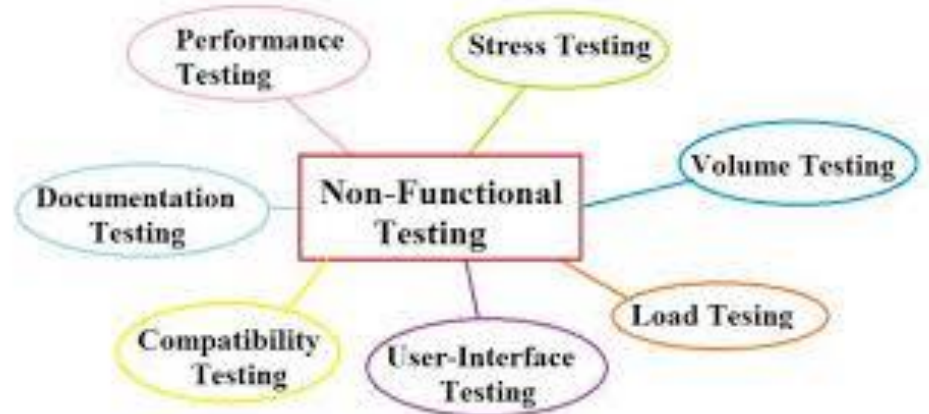 Performance
Testing
Stress Testing
Volume Testing
Non-Functional
Testing
Documentation
Testing
Load Tesing
Compatibility
Testing
User-Interface
Testing